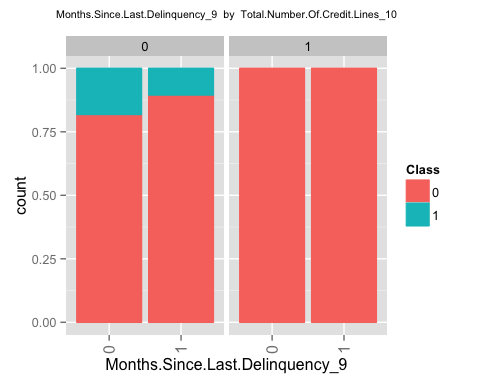 Months.Since.Last.Delinquency_9 by Total.Number.Of.Credit.Lines_10
0 1
1.00
0.75
0.50
0.25
0.00
count
0 1 0 1
Months.Since.Last.Delinquency_9
Class
0
1